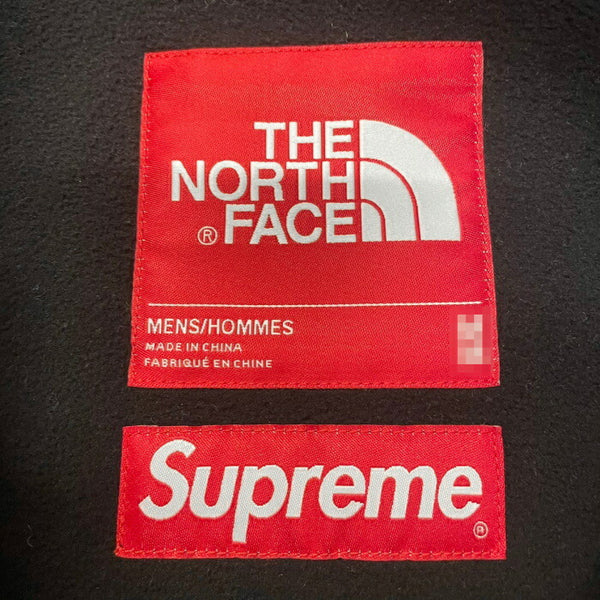 THE
NORTH
® FACE
MENS/HOMMES
MADE IN CHINA
FABRIQUÉ EN CHINE
Supreme ®